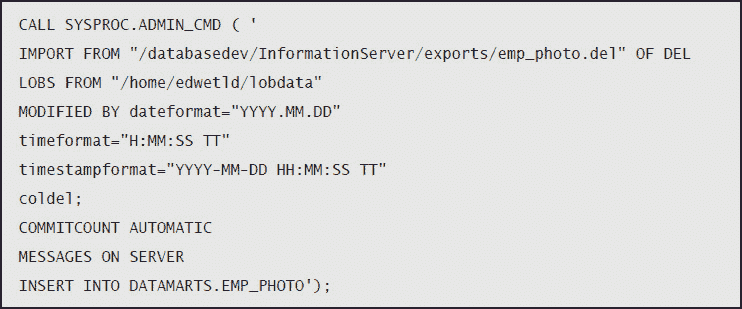 CALL SYSPROC.ADMIN_CMD ( '
IMPORT FROM "/databasedev/InformationServer/exports/emp_photo.del" OF DEL
LOBS FROM "/home/edwetld/lobdata"
MODIFIED BY dateformat="YYYY.MM.DD"
timeformat="H:MM:SS TT"
timestampformat="YYYY-MM-DD HH:MM:SS TT"
coldel;
COMMITCOUNT AUTOMATIC
MESSAGES ON SERVER
INSERT INTO DATAMARTS.EMP_PHOTO');